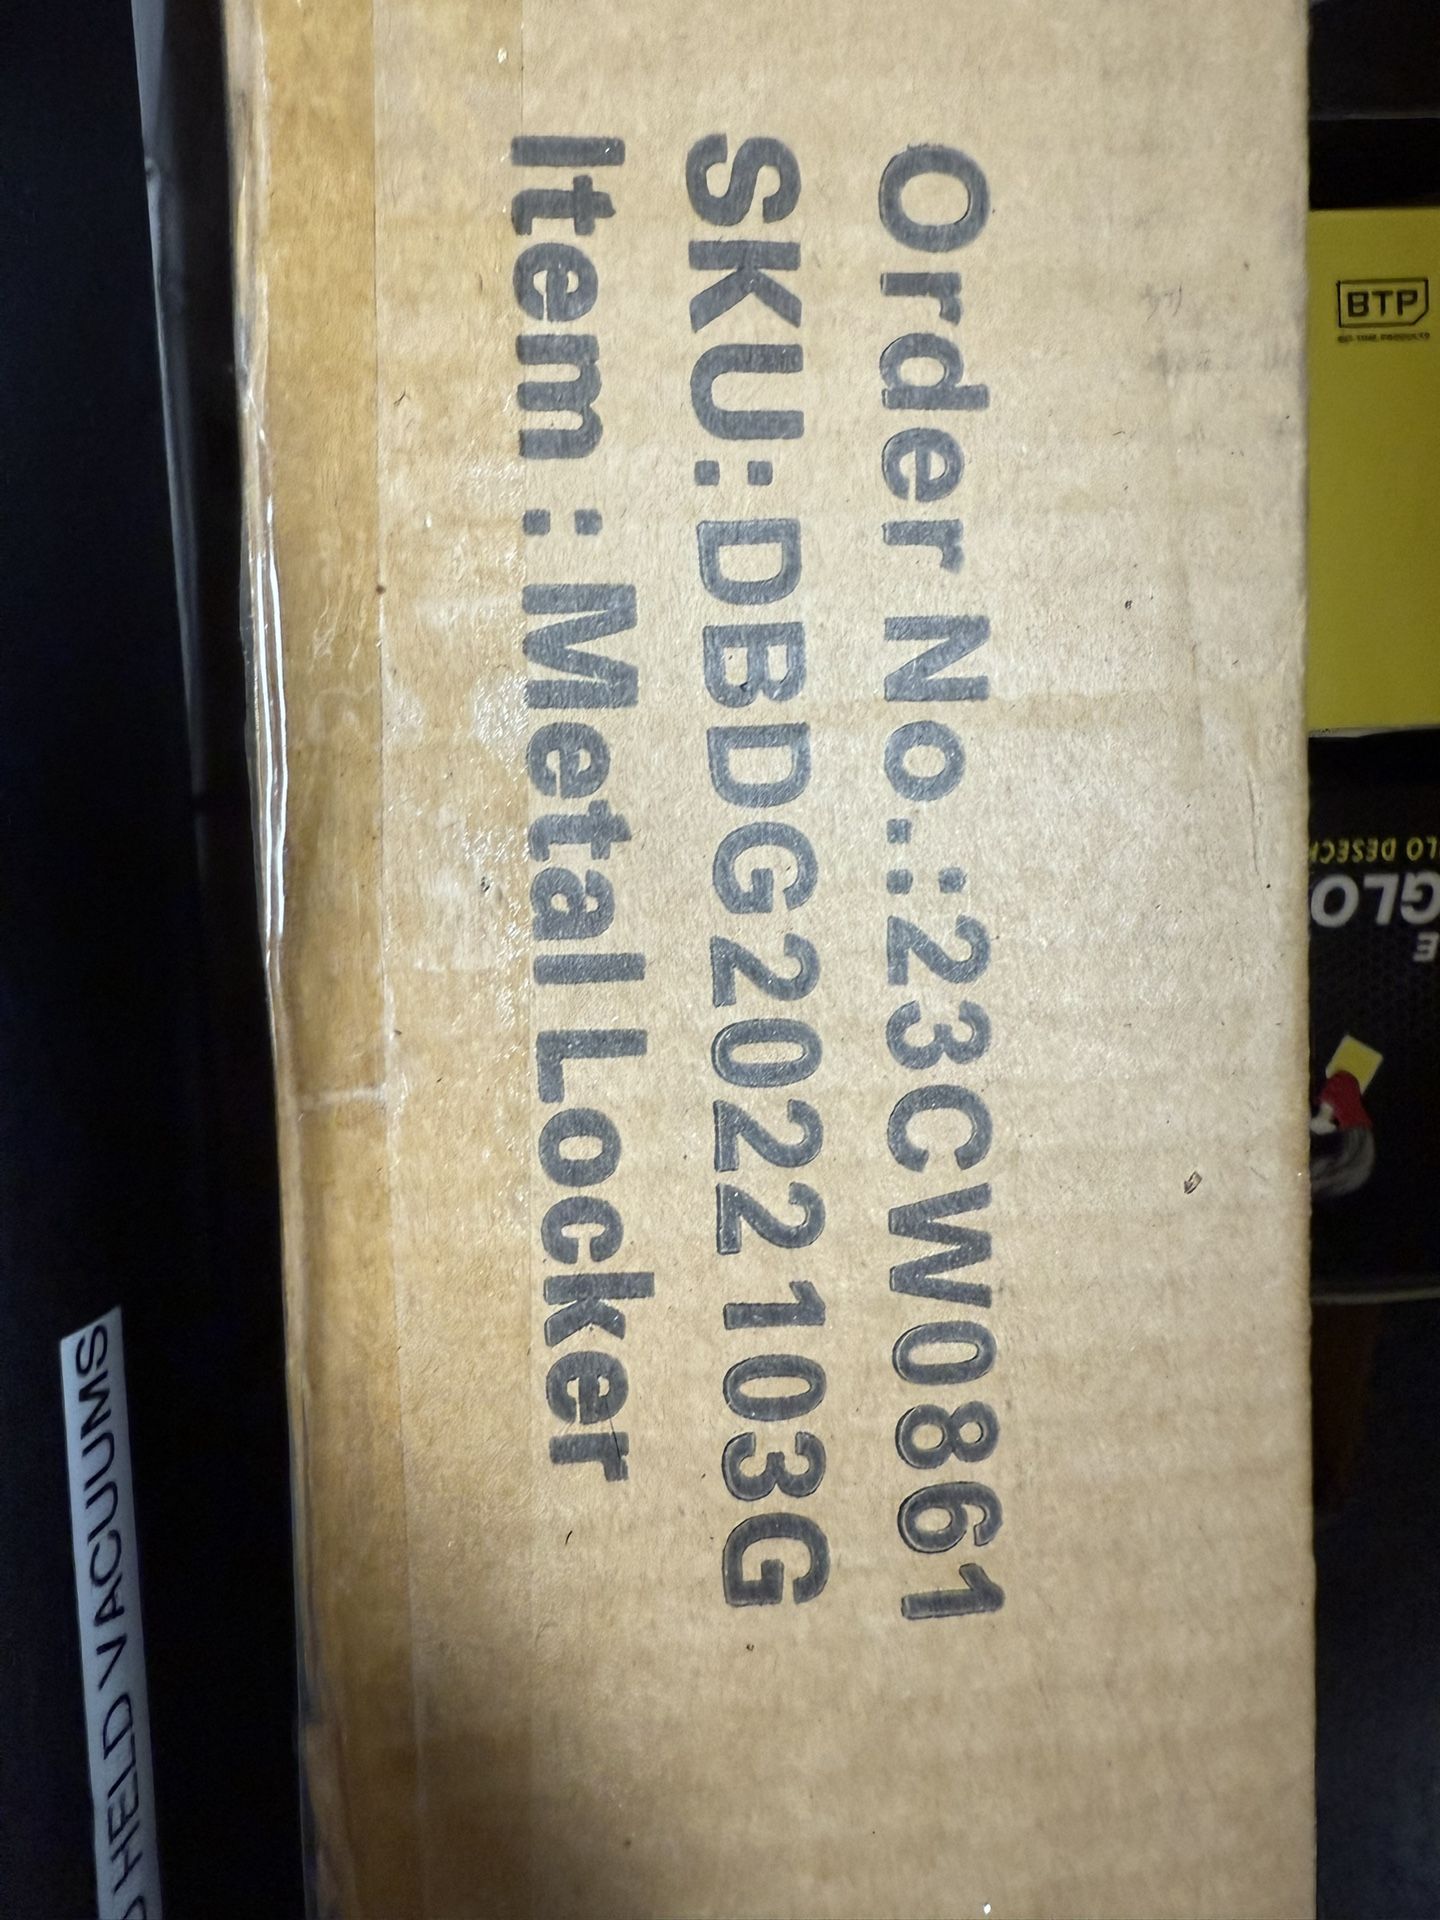 Order No.:23CW0861
SKU:DBDG2022103G
Item : Metal Locker
BTP
HELD VACUUMS